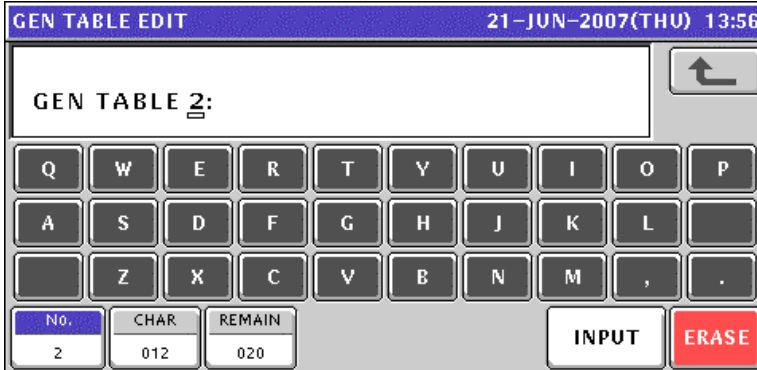 GEN TABLE EDIT 21-JUN-2007(THU) 13:56
GEN TABLE 2:
Q W E R T Y U I O P
A S D F G H J K L
Z X C V B N M , .
No. CHAR REMAIN
2 012 020
INPUT ERASE